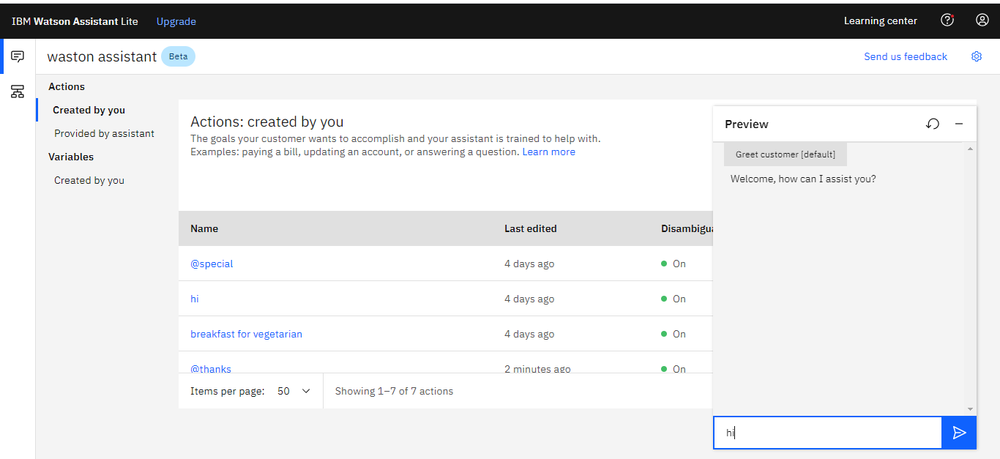 IBM Watson Assistant Lite Upgrade Learning center
waston assistant Beta Send us feedback
Actions
Created by you
Provided by assistant
Variables
Created by you
Actions: created by you
The goals your customer wants to accomplish and your assistant is trained to help with.
Examples: paying a bill, updating an account, or answering a question. Learn more
Name Last edited Disambigua
@special 4 days ago On
hi 4 days ago On
breakfast for vegetarian 4 days ago On
@thanks 2 minutes ago On
Items per page: 50 Showing 1–7 of 7 actions
Preview
Greet customer [default]
Welcome, how can I assist you?
hi